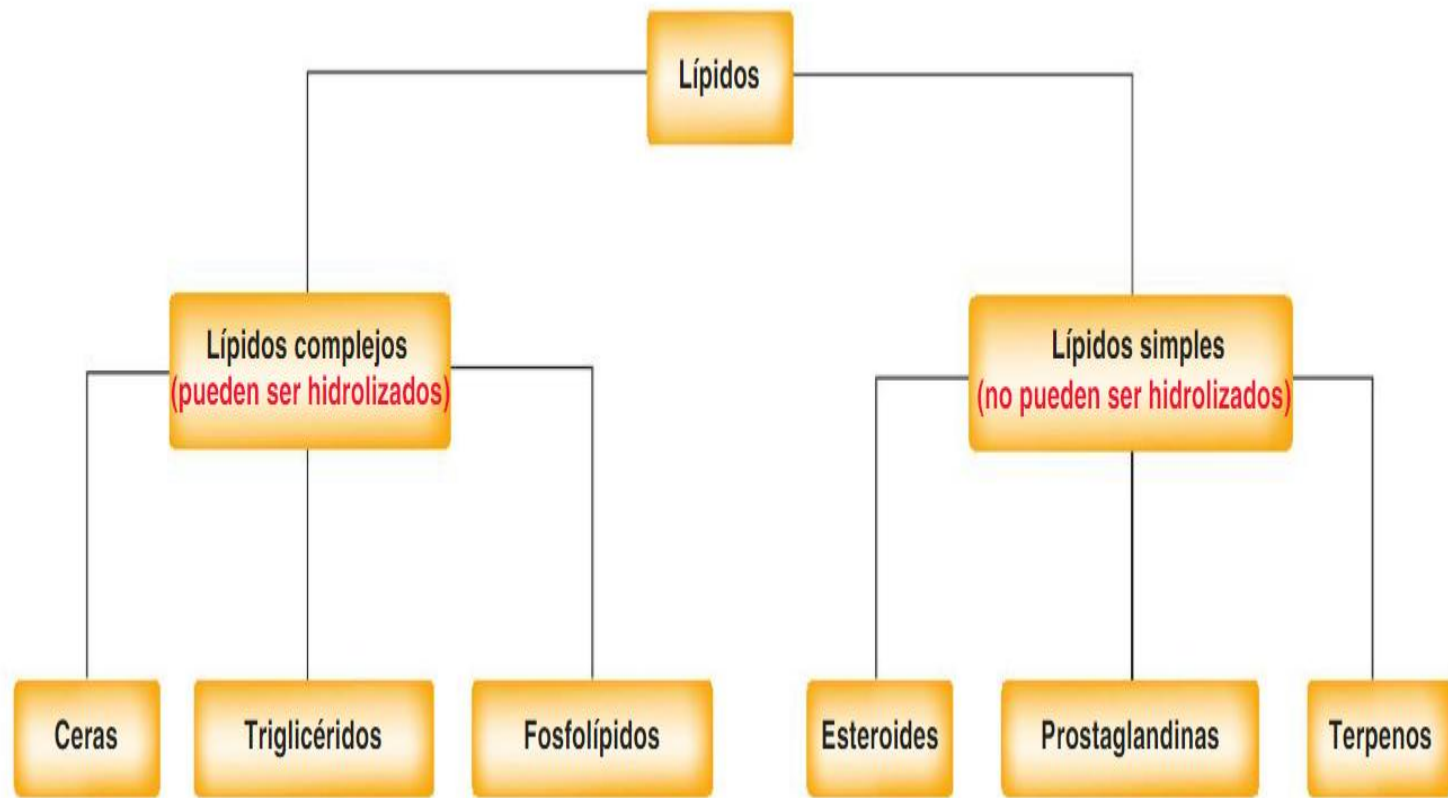 Lípidos
Lípidos complejos
(pueden ser hidrolizados)
Lípidos simples
(no pueden ser hidrolizados)
Ceras
Triglicéridos
Fosfolípidos
Esteroides
Prostaglandinas
Terpenos